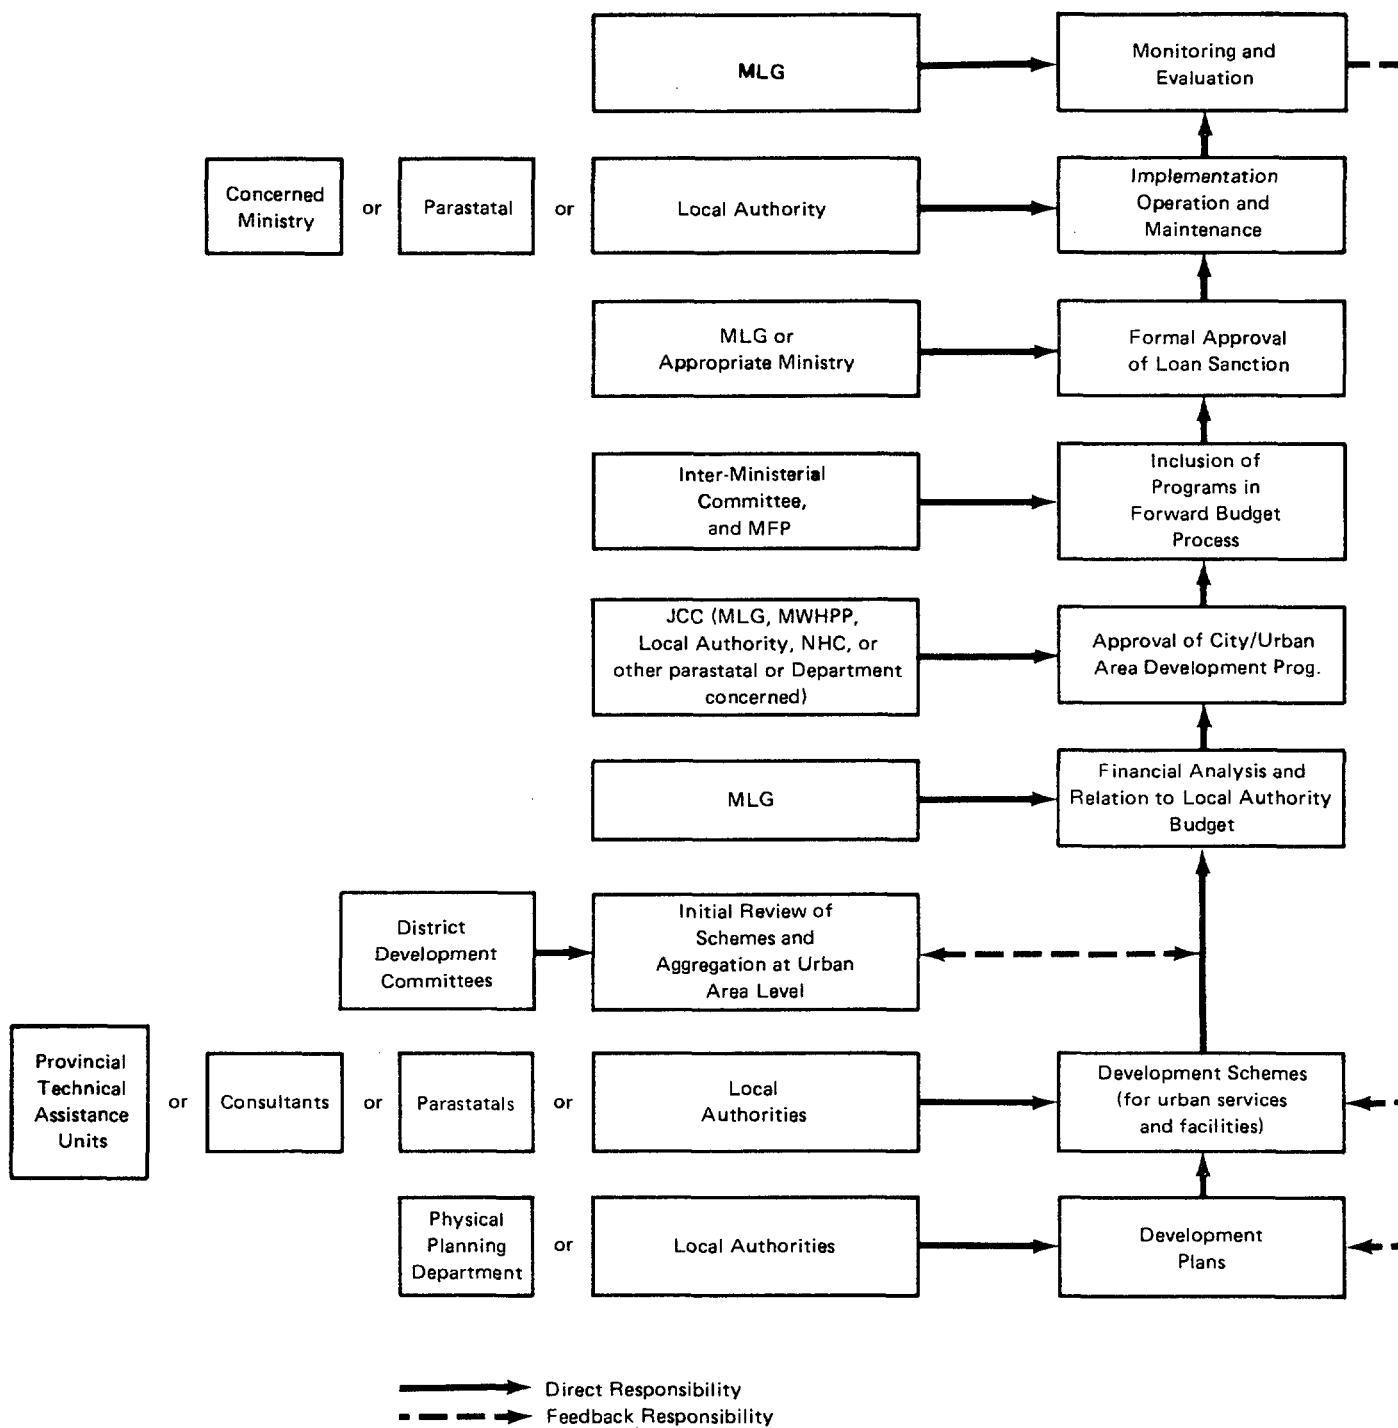 MLG
Monitoring and
Evaluation
Concerned
Ministry
or
Parastatal
or
Local Authority
Implementation
Operation and
Maintenance
MLG or
Appropriate Ministry
Formal Approval
of Loan Sanction
Inter-Ministerial
Committee,
and MFP
Inclusion of
Programs in
Forward Budget
Process
JCC (MLG, MWHPP,
Local Authority, NHC, or
other parastatal or Department
concerned)
Approval of City/Urban
Area Development Prog.
MLG
Financial Analysis and
Relation to Local Authority
Budget
District
Development
Committees
Initial Review of
Schemes and
Aggregation at Urban
Area Level
Provincial
Technical
Assistance
Units
or
Consultants
or
Parastatals
or
Local
Authorities
Development Schemes
(for urban services
and facilities)
Physical
Planning
Department
or
Local Authorities
Development
Plans
Direct Responsibility
Feedback Responsibility